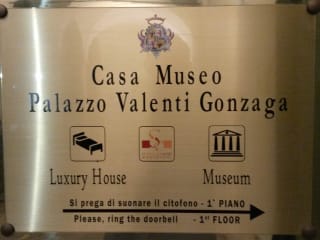 Casa Museo
Palazzo Valenti Gonzaga
Luxury House Museum
Si prega di suonare il citofono - 1° PIANO
Please, ring the doorbell - 1st FLOOR